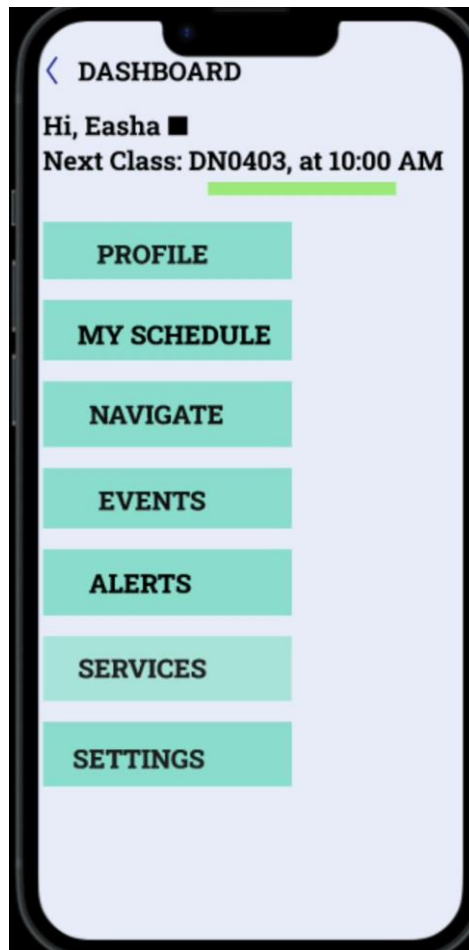 DASHBOARD
Hi, Easha ■
Next Class: DN0403, at 10:00 AM
PROFILE
MY SCHEDULE
NAVIGATE
EVENTS
ALERTS
SERVICES
SETTINGS